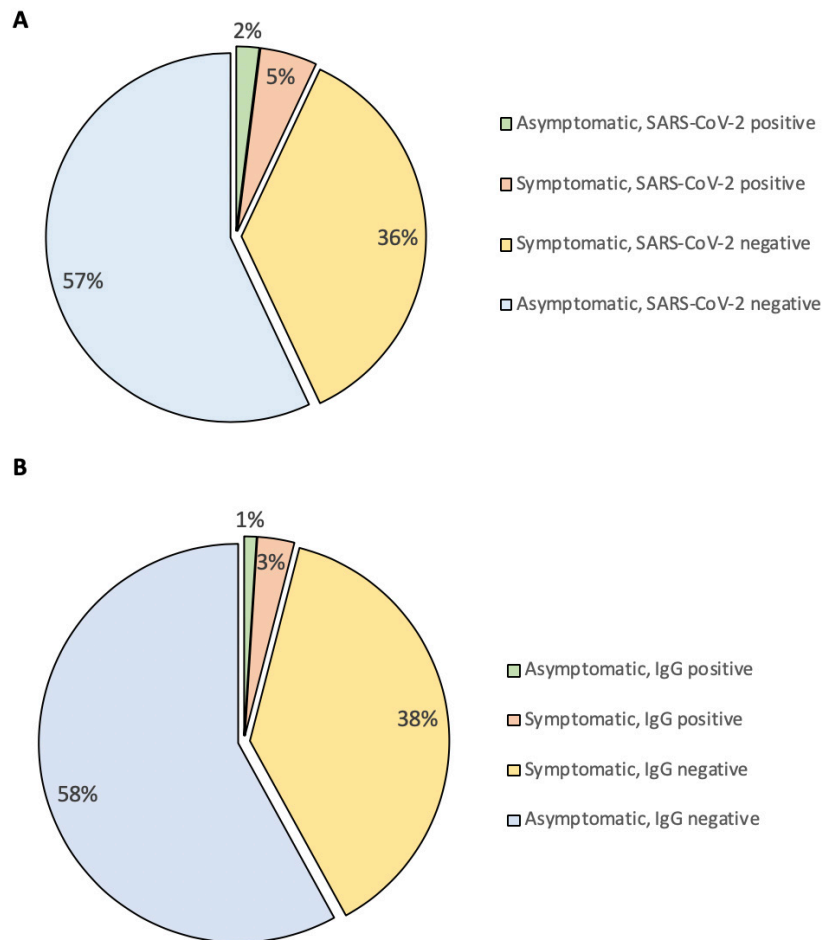 A
2%
5%
36%
57%
Asymptomatic, SARS-CoV-2 positive
Symptomatic, SARS-CoV-2 positive
Symptomatic, SARS-CoV-2 negative
Asymptomatic, SARS-CoV-2 negative
B
1%
3%
38%
58%
Asymptomatic, IgG positive
Symptomatic, IgG positive
Symptomatic, IgG negative
Asymptomatic, IgG negative